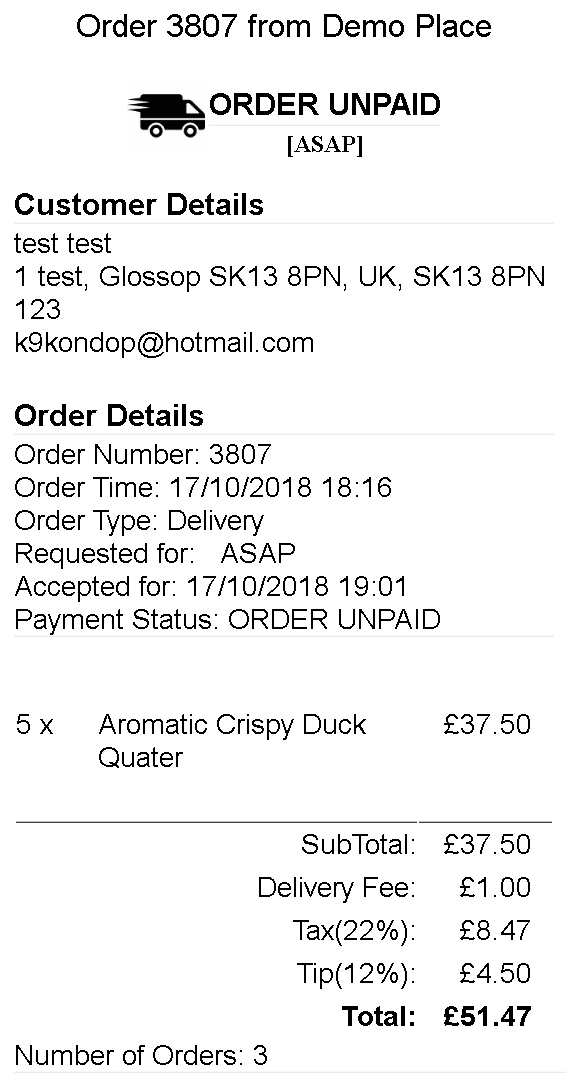 Order 3807 from Demo Place
ORDER UNPAID
[ASAP]
Customer Details
test test
1 test, Glossop SK13 8PN, UK, SK13 8PN
123
k9kondop@hotmail.com
Order Details
Order Number: 3807
Order Time: 17/10/2018 18:16
Order Type: Delivery
Requested for: ASAP
Accepted for: 17/10/2018 19:01
Payment Status: ORDER UNPAID
5 x Aromatic Crispy Duck £37.50
Quater
SubTotal: £37.50
Delivery Fee: £1.00
Tax(22%): £8.47
Tip(12%): £4.50
Total: £51.47
Number of Orders: 3